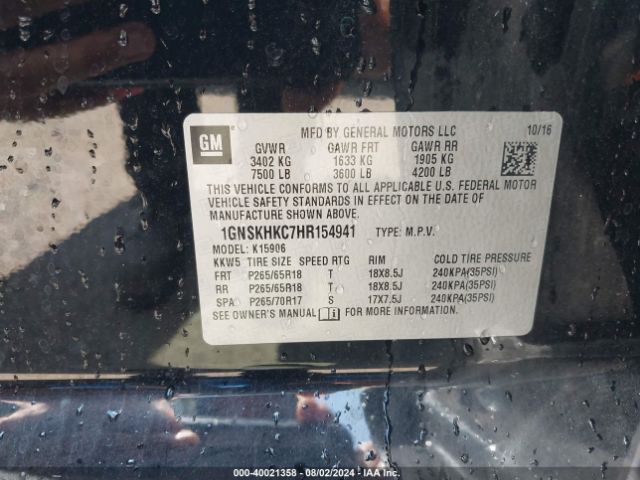 GM
MFD BY GENERAL MOTORS LLC 10/16
GVWR GAWR FRT GAWR RR
3402 KG 1633 KG 1905 KG
7500 LB 3600 LB 4200 LB
THIS VEHICLE CONFORMS TO ALL APPLICABLE U.S. FEDERAL MOTOR
VEHICLE SAFETY STANDARDS IN EFFECT ON THE DATE OF
MANUFACTURE SHOWN ABOVE.
1GNSKHKC7HR154941 TYPE: M.P.V.
MODEL: K15906
KKW5 TIRE SIZE SPEED RTG RIM COLD TIRE PRESSURE
FRT P265/65R18 T 18X8.5J 240KPA(35PSI)
RR P265/65R18 T 18X8.5J 240KPA(35PSI)
SPA P265/70R17 S 17X7.5J 240KPA(35PSI)
SEE OWNER'S MANUAL i FOR MORE INFORMATION.
000-40021358 - 08/02/2024 - IAAI.COM